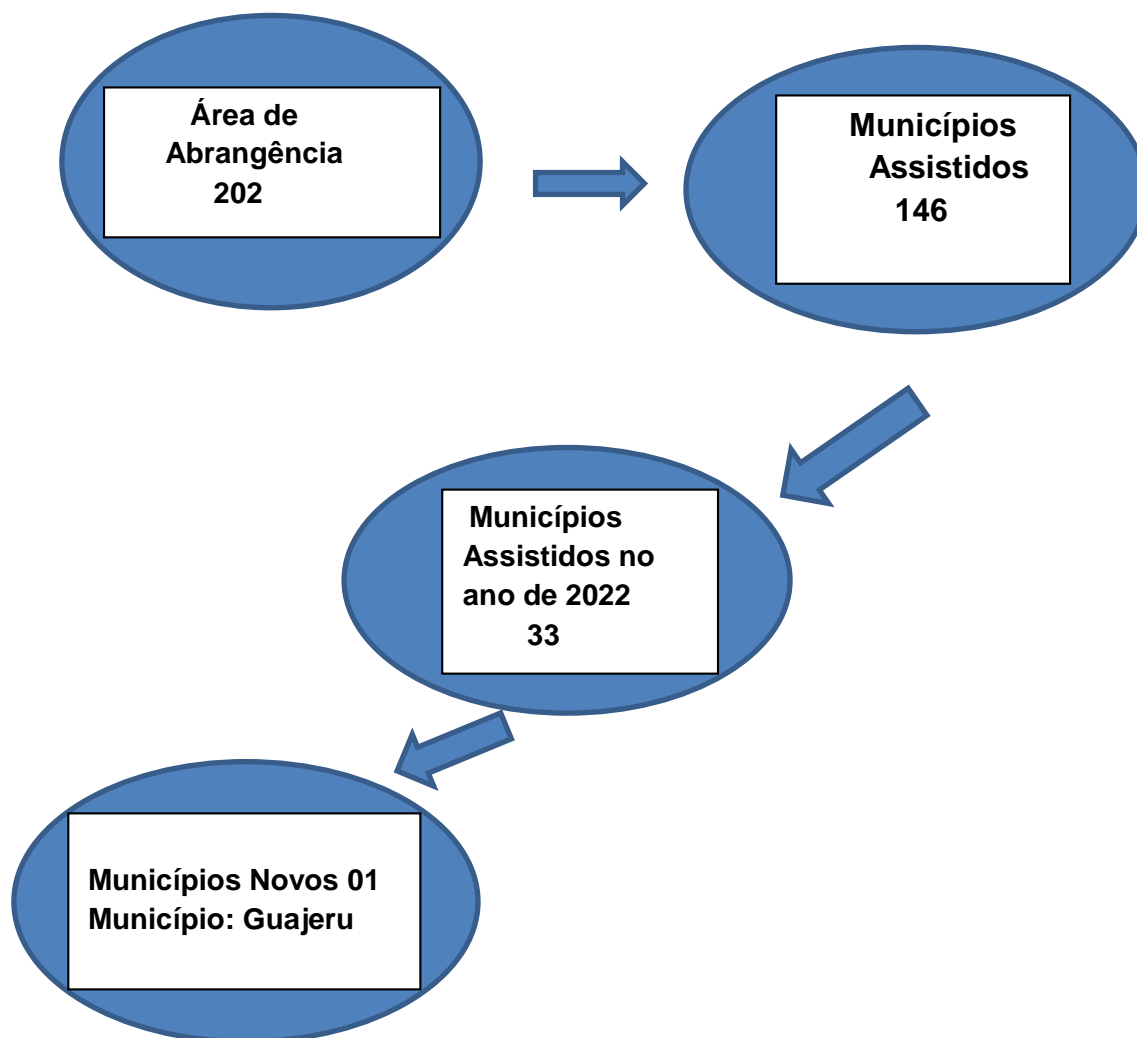 Área de
Abrangência
202
Municípios
Assistidos
146
Municípios
Assistidos no
ano de 2022
33
Municípios Novos 01
Município: Guajeru